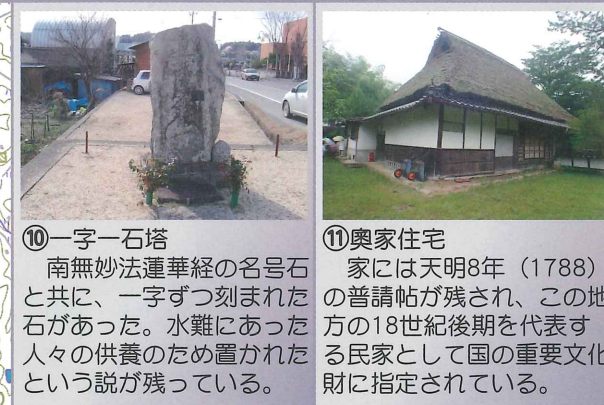 ⑩一字一石塔
南無妙法蓮華経の名号石
と共に、一字ずつ刻まれた
石があった。水難にあった
人々の供養のため置かれた
という説が残っている。
⑪奥家住宅
家には天明8年（1788）
の普請帖が残され、この地
方の18世紀後期を代表す
る民家として国の重要文化
財に指定されている。